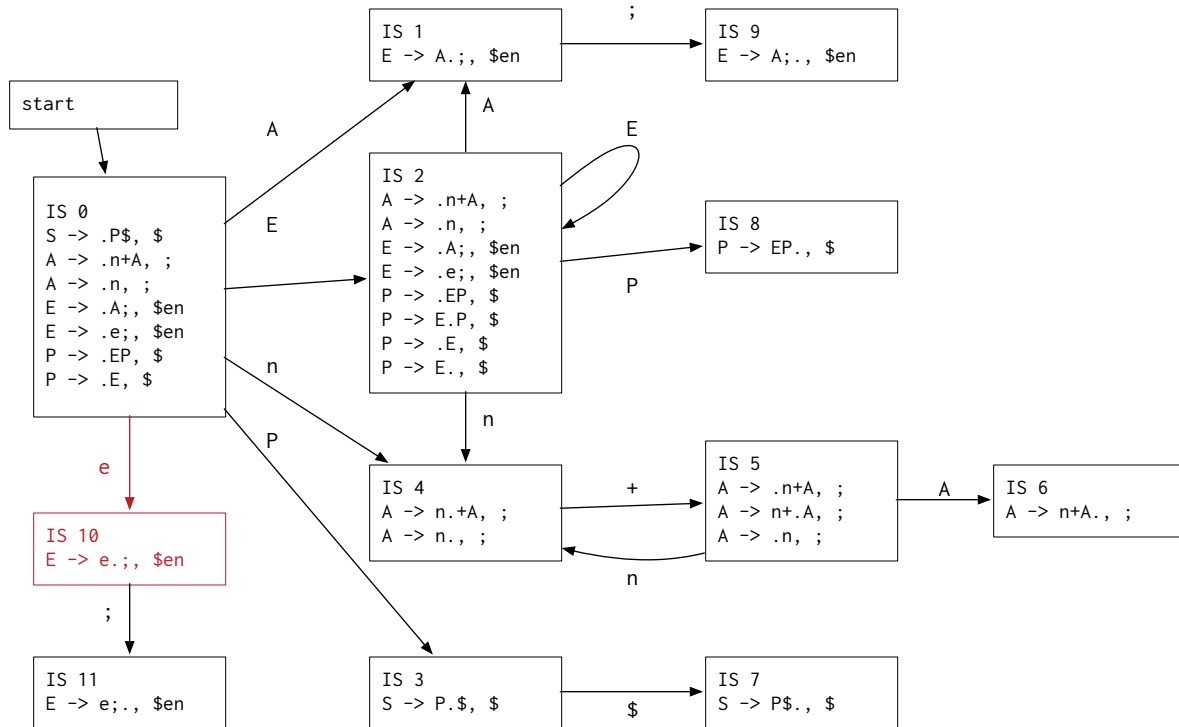 ;
IS 1
E -> A.;, $en
IS 9
E -> A;., $en
start
A
A
E
IS 2
A -> .n+A, ;
A -> .n, ;
E -> .A;, $en
E -> .e;, $en
P -> .EP, $
P -> E.P, $
P -> .E, $
P -> E., $
IS 0
S -> .P$, $
A -> .n+A, ;
A -> .n, ;
E -> .A;, $en
E -> .e;, $en
P -> .EP, $
P -> .E, $
E
IS 8
P -> EP., $
P
n
n
P
e
IS 4
A -> n.+A, ;
A -> n., ;
+
IS 5
A -> .n+A, ;
A -> n+.A, ;
A -> .n, ;
A
IS 6
A -> n+A., ;
n
IS 10
E -> e.;, $en
;
IS 11
E -> e;., $en
IS 3
S -> P.$, $
$
IS 7
S -> P$., $